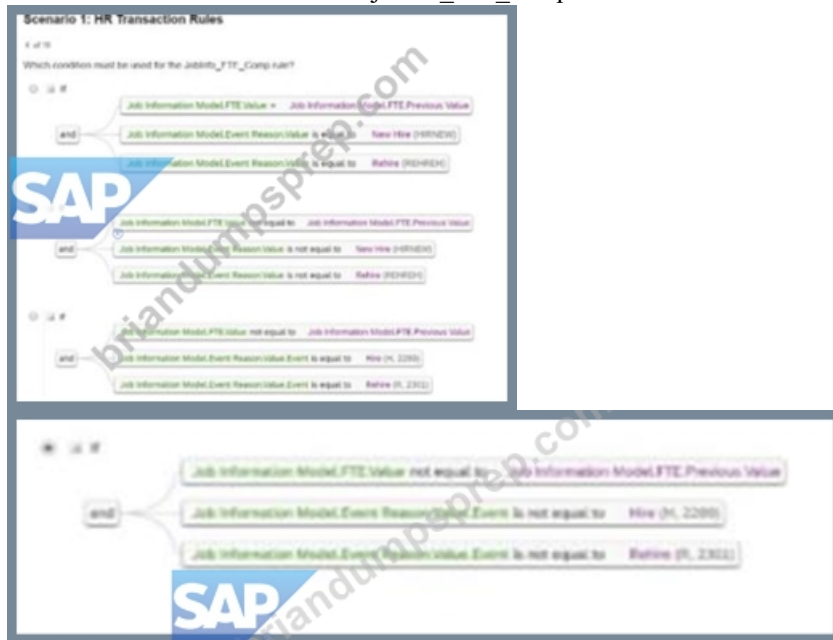 Scenario 1: HR Transaction Rules
4 of 15
Which condition must be used for the JobInfo_FTE_Comp rule?
If
Job Information Model.FTE.Value = Job Information Model.FTE.Previous Value
and
Job Information Model.Event Reason.Value is equal to New Hire (HIRNEW)
Job Information Model.Event Reason.Value is equal to Rehire (REHREH)
SAP
Job Information Model.FTE.Value not equal to Job Information Model.FTE.Previous Value
and
Job Information Model.Event Reason.Value is not equal to New Hire (HIRNEW)
Job Information Model.Event Reason.Value is not equal to Rehire (REHREH)
If
Job Information Model.FTE.Value not equal to Job Information Model.FTE.Previous Value
and
Job Information Model.Event Reason.Value.Event is equal to Hire (H, 2280)
Job Information Model.Event Reason.Value.Event is equal to Rehire (R, 2302)
briandumpsprep.com
If
Job Information Model.FTE.Value not equal to Job Information Model.FTE.Previous Value
and
Job Information Model.Event Reason.Value.Event is not equal to Hire (H, 2280)
Job Information Model.Event Reason.Value.Event is not equal to Rehire (R, 2302)
SAP
briandumpsprep.com